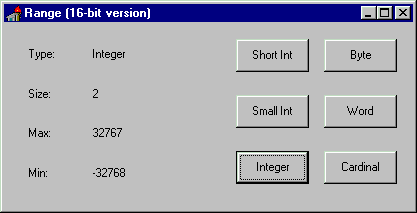 Range (16-bit version)
Type: Integer Short Int Byte
Size: 2
Small Int Word
Max: 32767
Min: -32768 Integer Cardinal